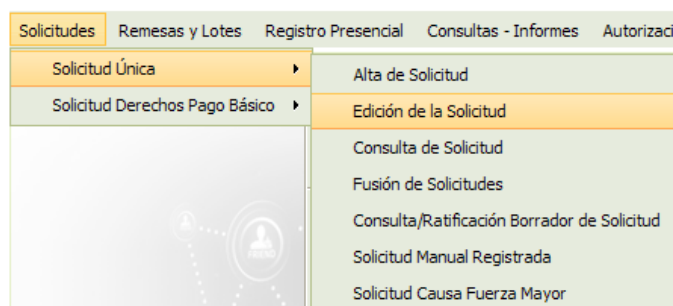 Solicitudes Remesas y Lotes Registro Presencial Consultas - Informes Autorizaci
Solicitud Única
Solicitud Derechos Pago Básico
Alta de Solicitud
Edición de la Solicitud
Consulta de Solicitud
Fusión de Solicitudes
Consulta/Ratificación Borrador de Solicitud
Solicitud Manual Registrada
Solicitud Causa Fuerza Mayor
FRIEND